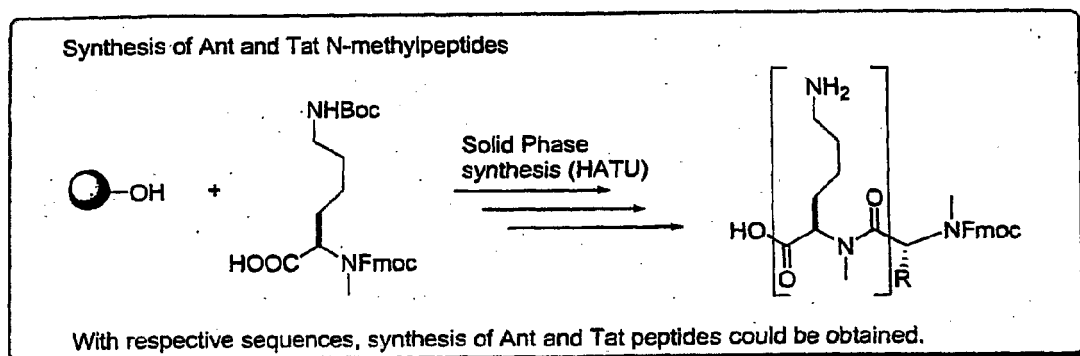 Synthesis of Ant and Tat N-methylpeptides
NHBoc
NH2
Solid Phase
synthesis (HATU)
OH
+
HOOC
NFmoc
HO
O
N
O
R
NFmoc
With respective sequences, synthesis of Ant and Tat peptides could be obtained.